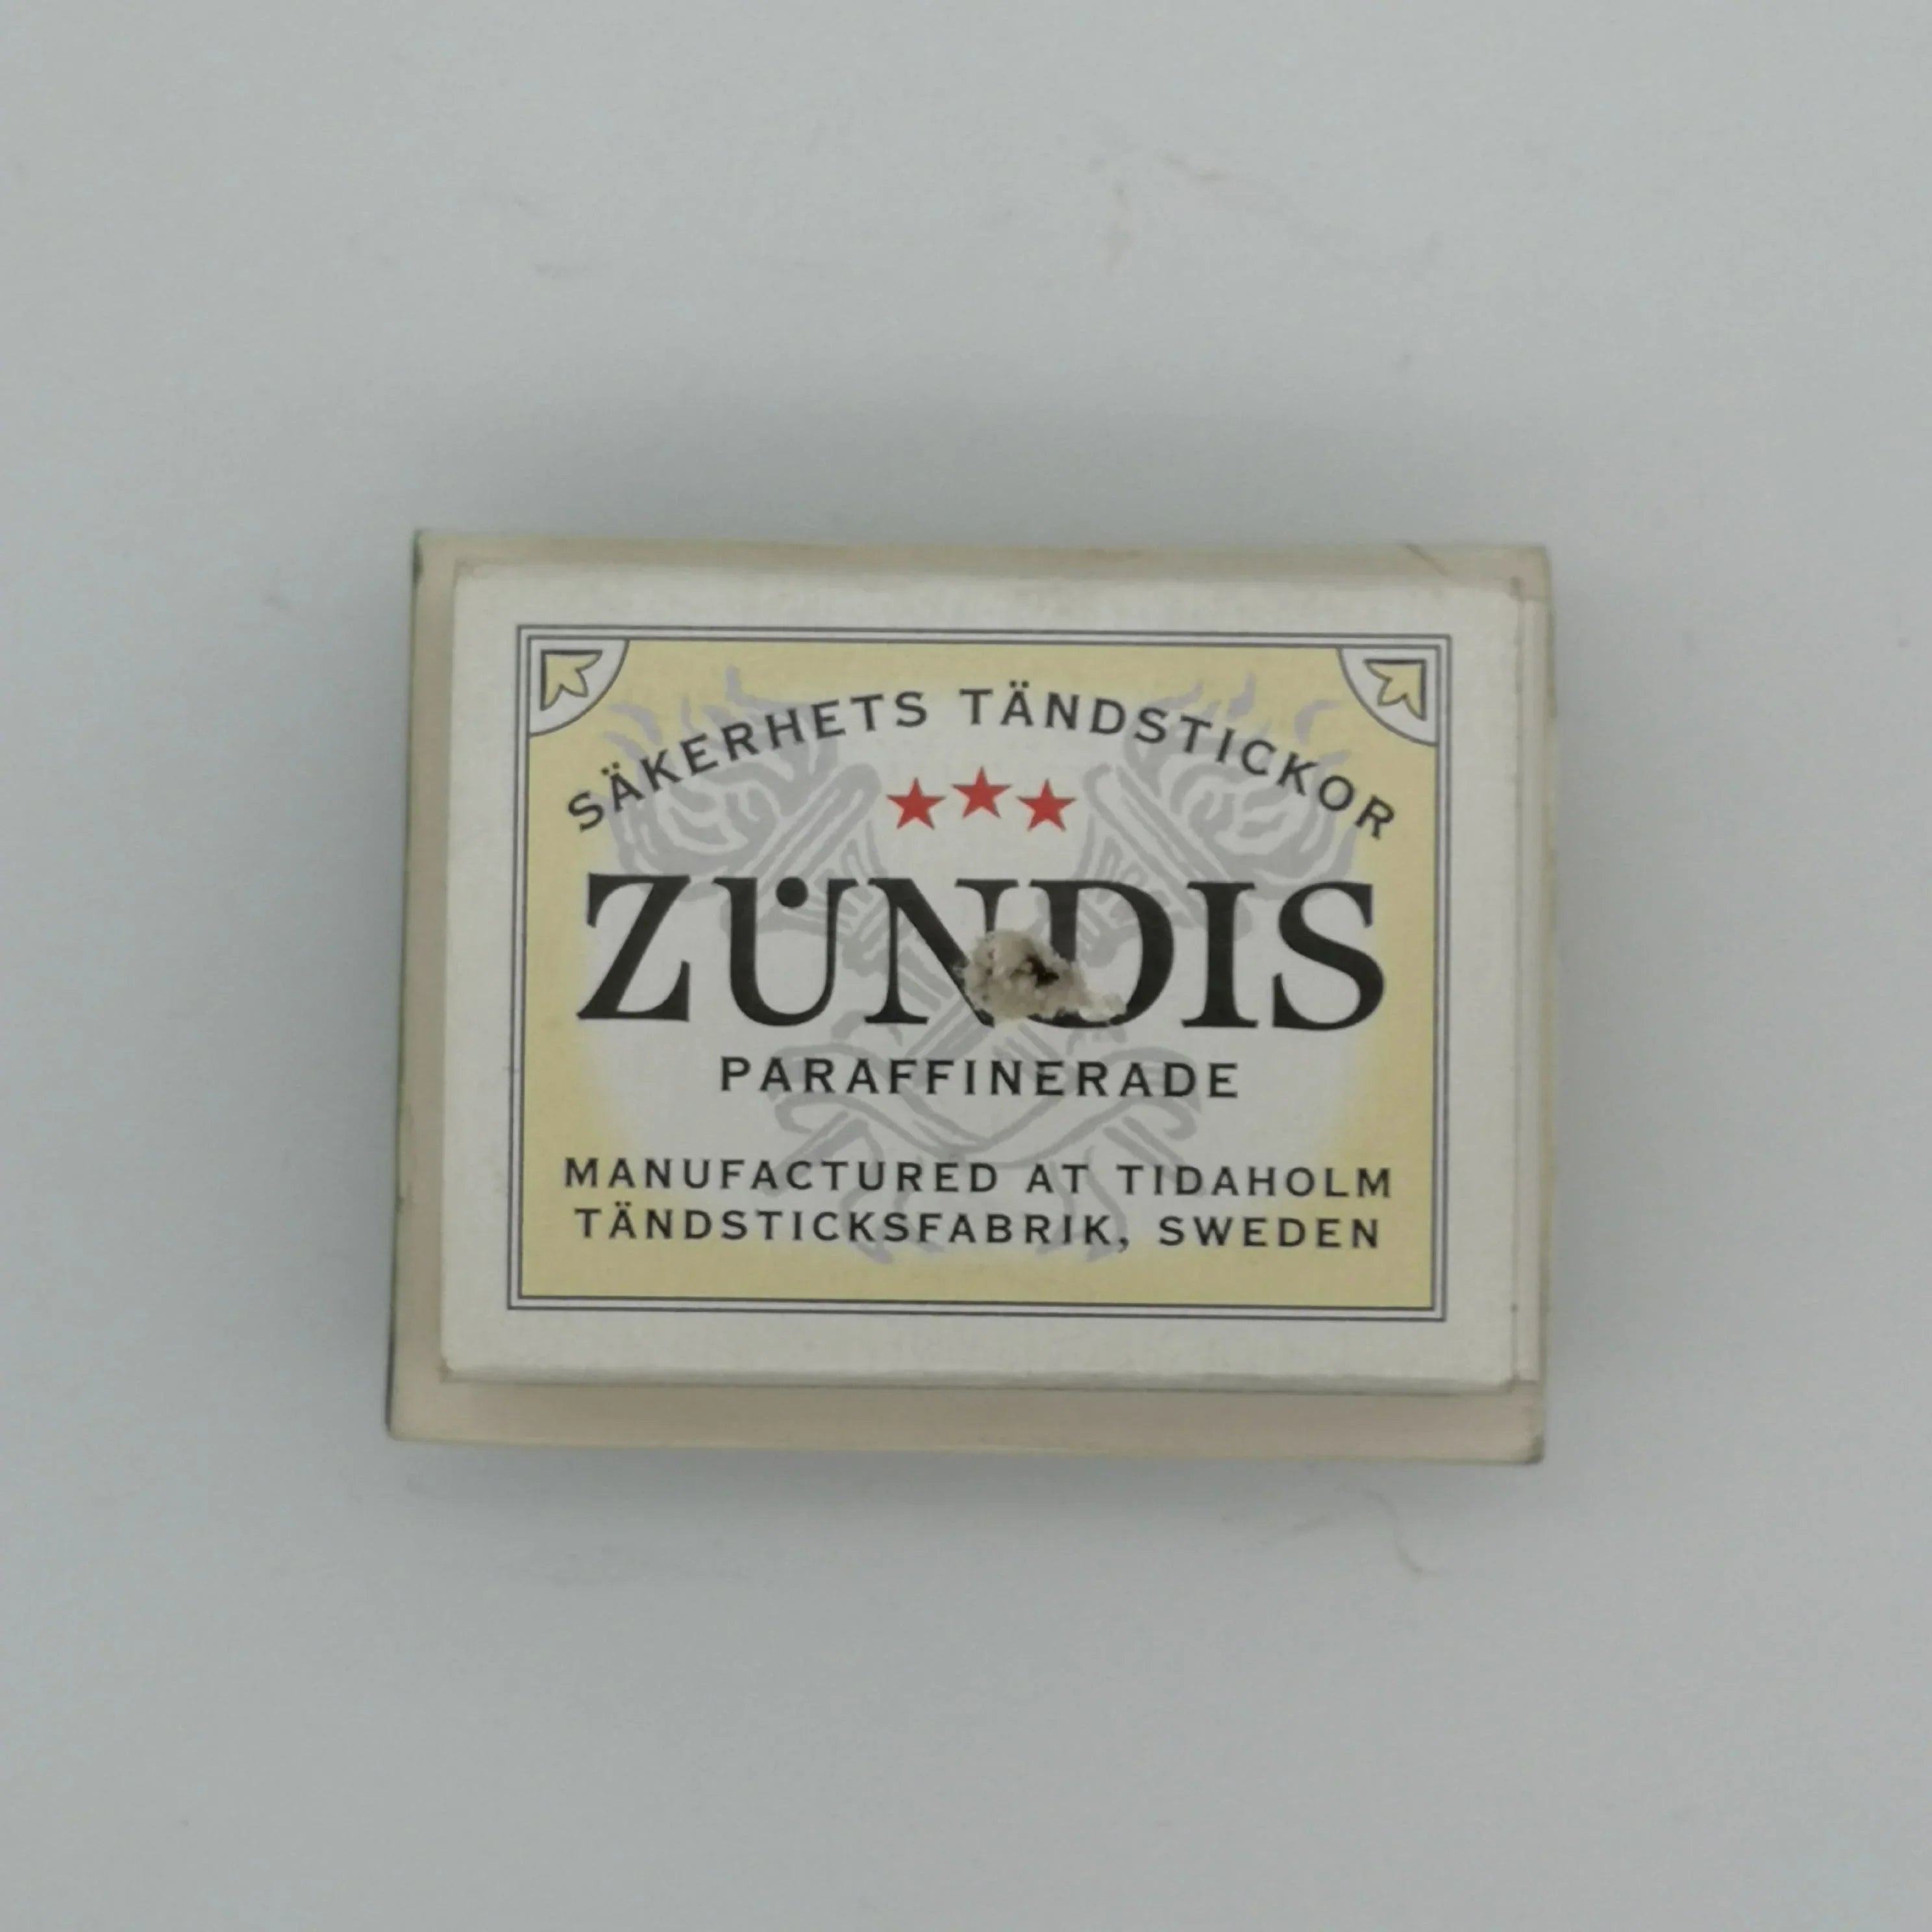 SÄKERHETS TÄNDSTICKOR
ZÜNDIS
PARAFFINERADE
MANUFACTURED AT TIDAHOLM
TÄNDSTICKSFABRIK, SWEDEN